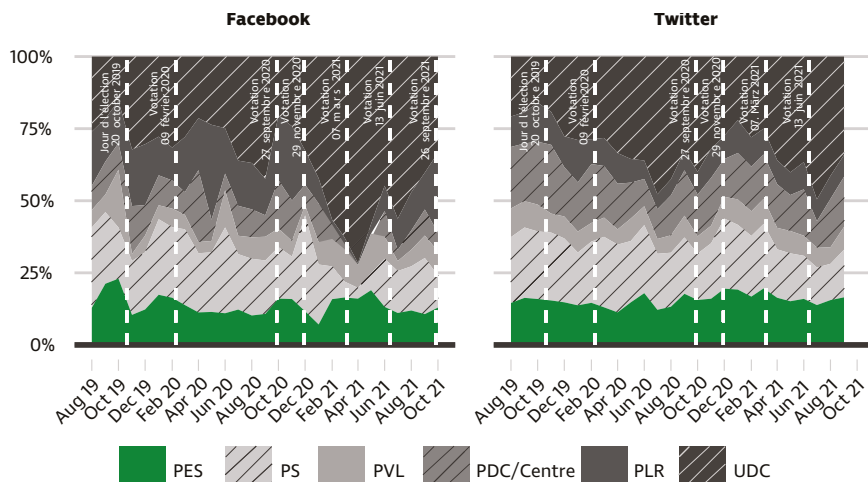 Facebook
Twitter
100%
75%
50%
25%
0%
Jour d'élection
20 october 2019
Votation
09 février2020
Votation
27 septembre 2020
Votation
29 novembre 2020
Votation
07 mars 2021
Votation
13 Juin 2021
Votation
26 septembre 2021
Jour d'élection
20 octobre 2019
Votation
09 février 2020
Votation
27 septembre 2020
Votation
29 novembre 2020
Votation
07. März 2021
Votation
13 Juin 2021
Aug 19
Oct 19
Dec 19
Feb 20
Apr 20
Jun 20
Aug 20
Oct 20
Dec 20
Feb 21
Apr 21
Jun 21
Aug 21
Oct 21
Aug 19
Oct 19
Dec 19
Feb 20
Apr 20
Jun 20
Aug 20
Oct 20
Dec 20
Feb 21
Apr 21
Jun 21
Aug 21
Oct 21
PES
PS
PVL
PDC/Centre
PLR
UDC